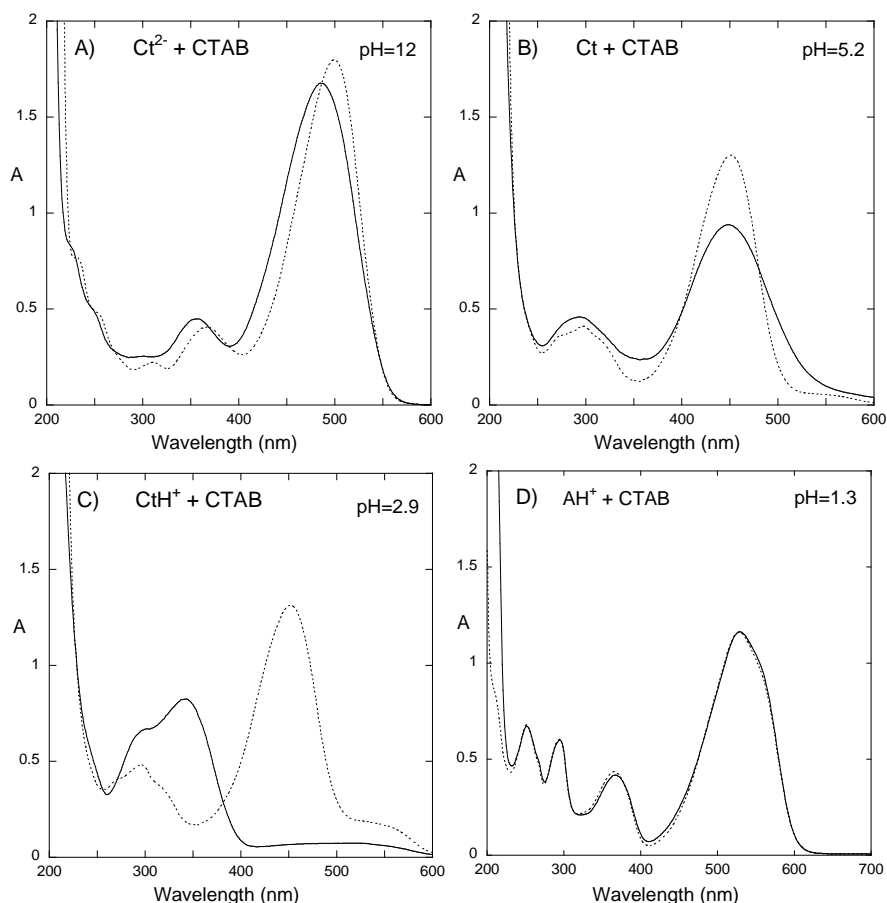 A) Ct²⁻ + CTAB pH=12
2
1.5
A
1
0.5
0
200 300 400 500 600
Wavelength (nm)
B) Ct + CTAB pH=5.2
2
1.5
A
1
0.5
0
200 300 400 500 600
Wavelength (nm)
C) CtH⁺ + CTAB pH=2.9
2
1.5
A
1
0.5
0
200 250 300 350 400 450 500 550 600
Wavelength (nm)
D) AH⁺ + CTAB pH=1.3
2
1.5
A
1
0.5
0
200 300 400 500 600 700
Wavelength (nm)